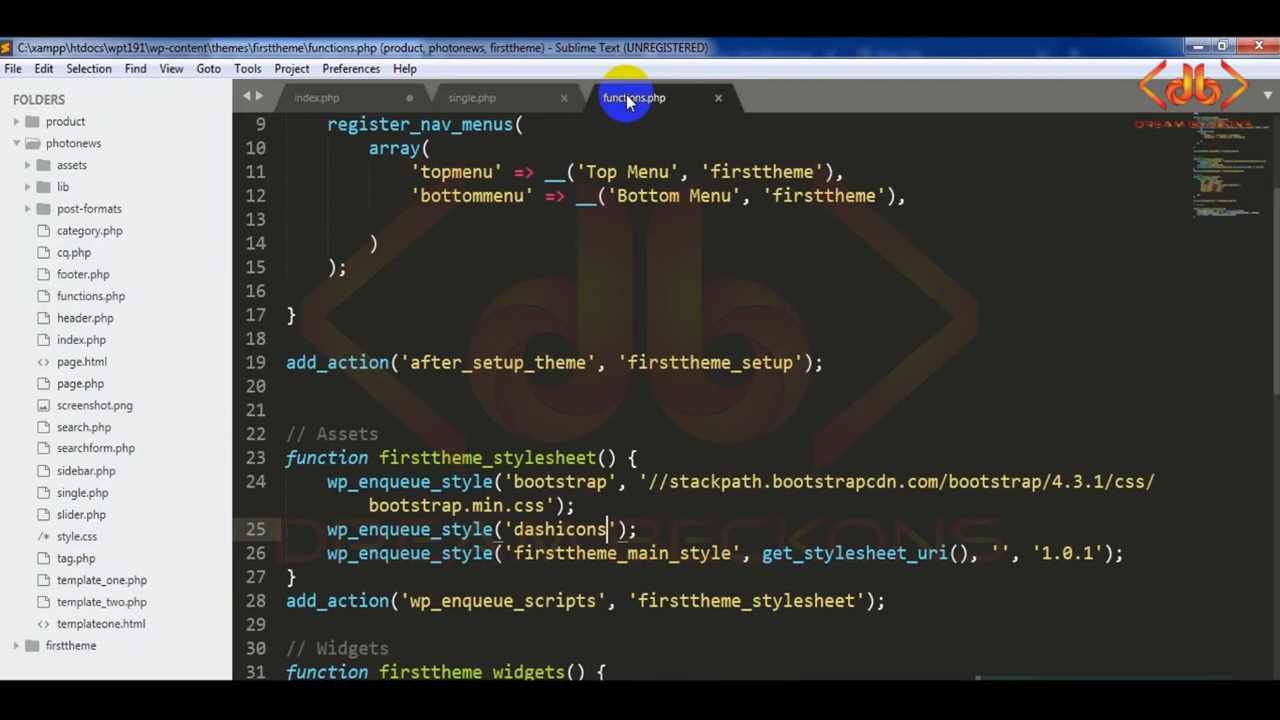 C:\xampp\htdocs\wpt191\wp-content\themes\firsttheme\functions.php (product, photonews, firsttheme) - Sublime Text (UNREGISTERED)
File Edit Selection Find View Goto Tools Project Preferences Help
FOLDERS
product
photonews
assets
lib
post-formats
category.php
cq.php
footer.php
functions.php
header.php
index.php
page.html
page.php
screenshot.png
search.php
searchform.php
sidebar.php
single.php
slider.php
style.css
tag.php
template_one.php
template_two.php
templateone.html
firsttheme
index.php single.php functions.php
DREAM BECKONS
9 register_nav_menus(
10 array(
11 'topmenu' => __('Top Menu', 'firsttheme'),
12 'bottommenu' => __('Bottom Menu', 'firsttheme'),
13
14 )
15 );
16
17 }
18
19 add_action('after_setup_theme', 'firsttheme_setup');
20
21
22 // Assets
23 function firsttheme_stylesheet() {
24 wp_enqueue_style('bootstrap', '//stackpath.bootstrapcdn.com/bootstrap/4.3.1/css/
bootstrap.min.css');
25 wp_enqueue_style('dashicons');
26 wp_enqueue_style('firsttheme_main_style', get_stylesheet_uri(), '', '1.0.1');
27 }
28 add_action('wp_enqueue_scripts', 'firsttheme_stylesheet');
29
30 // Widgets
31 function firsttheme_widgets() {
DREAM BECKONS